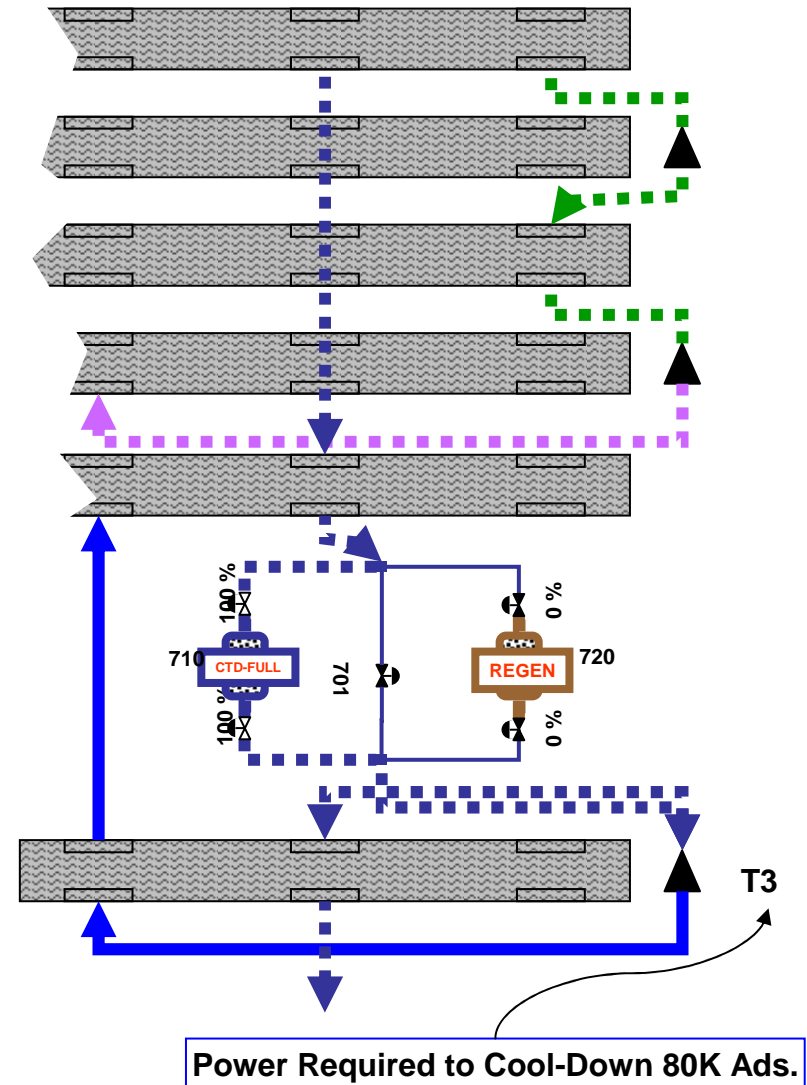 100 %
% 0
710
CTD-FULL
701
REGEN
720
100 %
% 0
T3
Power Required to Cool-Down 80K Ads.